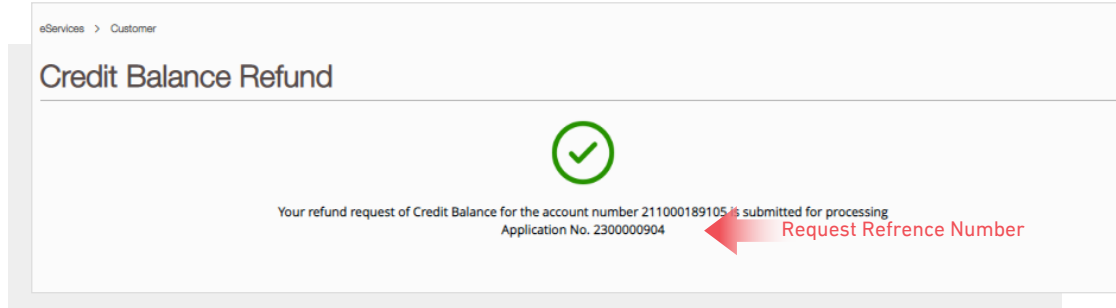 eServices > Customer
Credit Balance Refund
Your refund request of Credit Balance for the account number 211000189105 is submitted for processing
Application No. 2300000904
Request Refrence Number